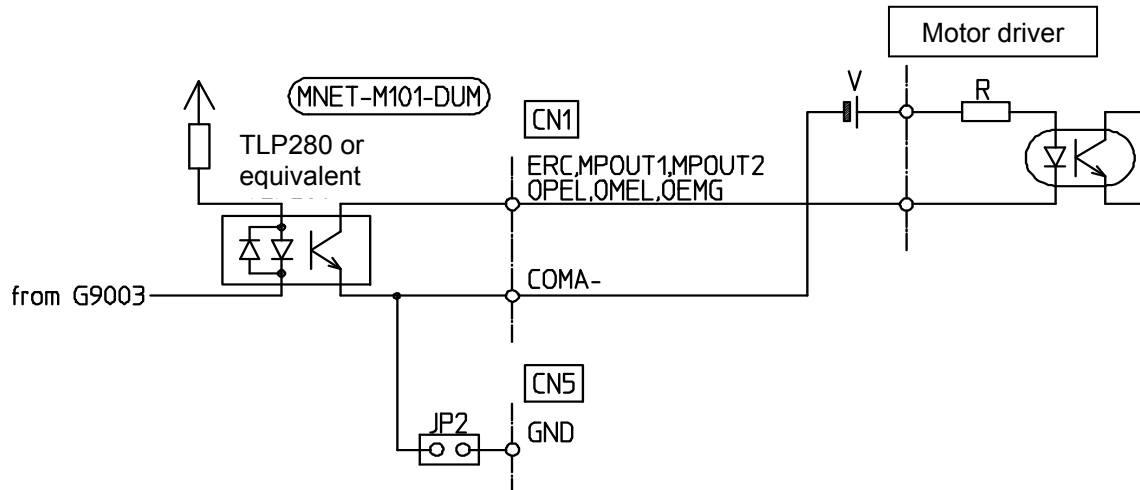 Motor driver
MNET-M101-DUM
V
R
CN1
TLP280 or
equivalent
ERC,MPOUT1,MPOUT2
OPEL,OMEL,OEMG
COMA-
from G9003
CN5
JP2
GND